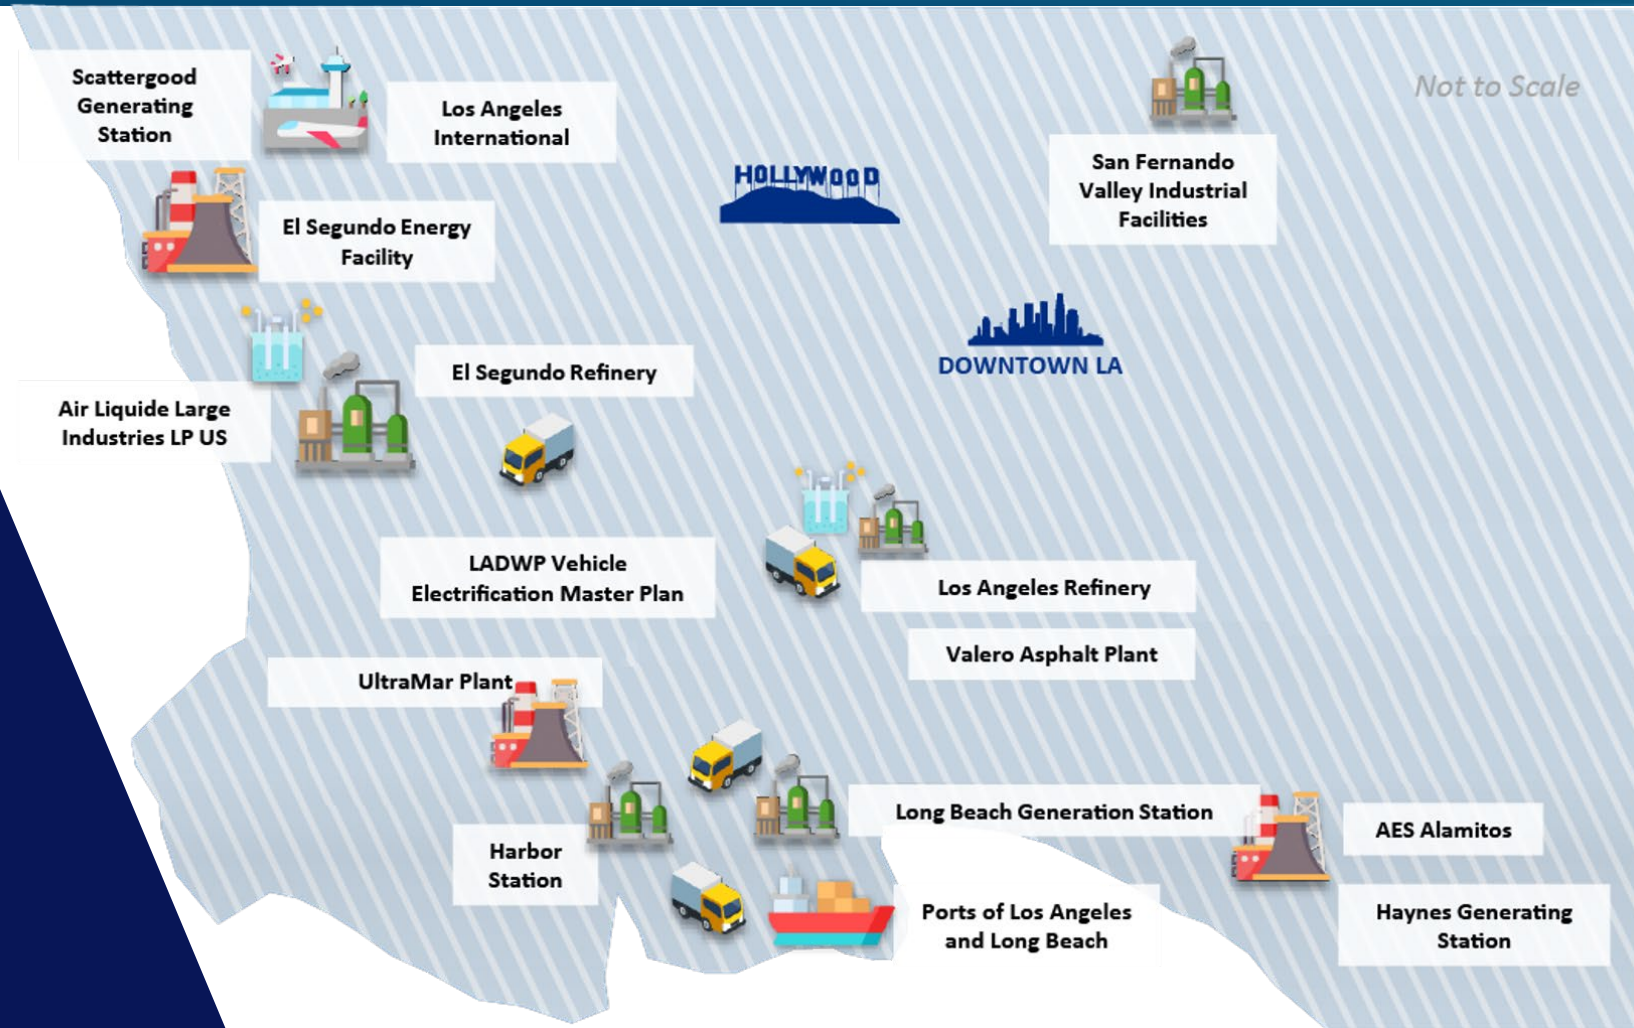 Scattergood
Generating
Station
Los Angeles
International
Not to Scale
San Fernando
Valley Industrial
Facilities
HOLLYWOOD
El Segundo Energy
Facility
DOWNTOWN LA
El Segundo Refinery
Air Liquide Large
Industries LP US
LADWP Vehicle
Electrification Master Plan
Los Angeles Refinery
Valero Asphalt Plant
UltraMar Plant
Long Beach Generation Station
AES Alamitos
Harbor
Station
Ports of Los Angeles
and Long Beach
Haynes Generating
Station